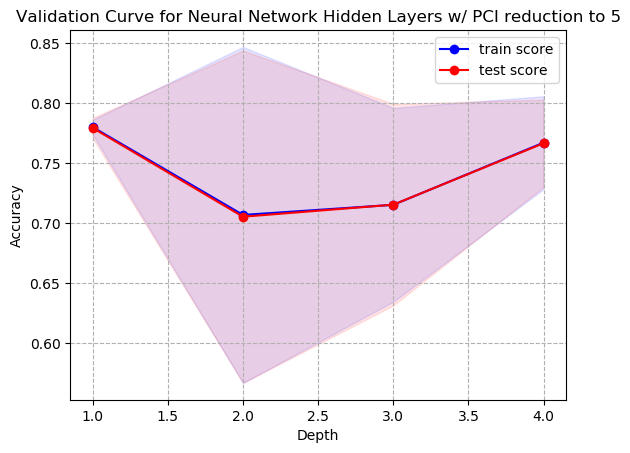 Validation Curve for Neural Network Hidden Layers w/ PCI reduction to 5
train score
test score
0.85
0.80
0.75
0.70
0.65
0.60
Accuracy
1.0 1.5 2.0 2.5 3.0 3.5 4.0
Depth